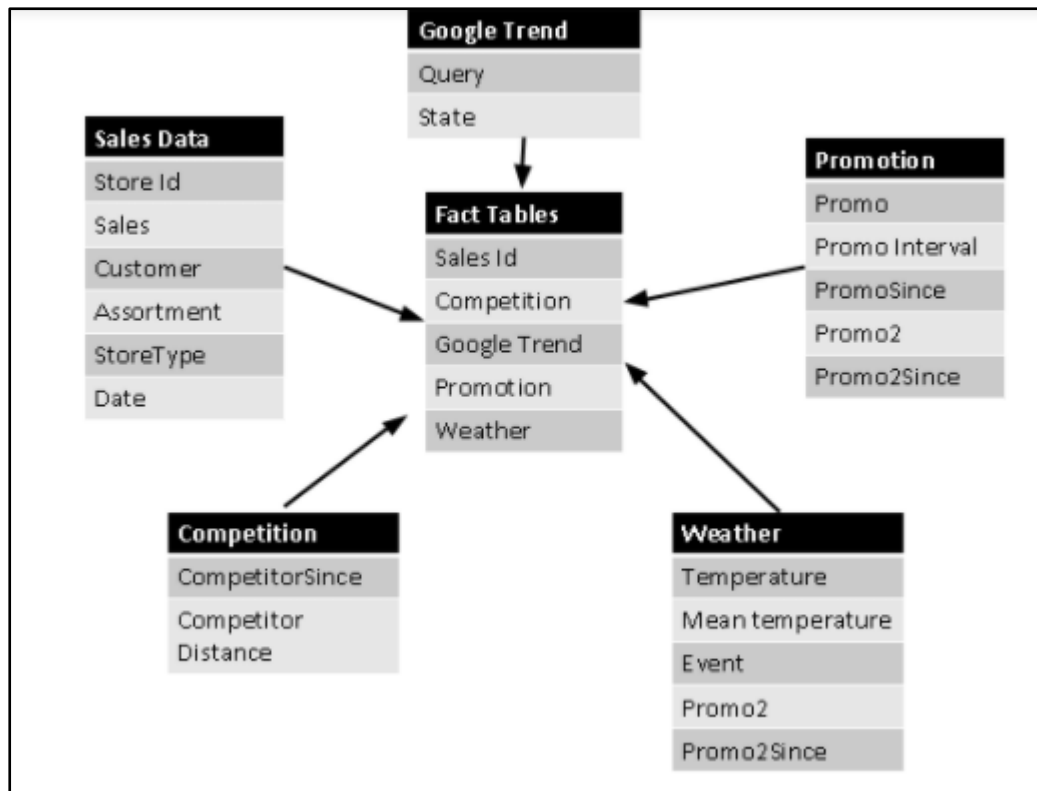 Google Trend
Query
State
Sales Data
Store Id
Sales
Customer
Assortment
StoreType
Date
Fact Tables
Sales Id
Competition
Google Trend
Promotion
Weather
Promotion
Promo
Promo Interval
PromoSince
Promo2
Promo2Since
Competition
CompetitorSince
Competitor
Distance
Weather
Temperature
Mean temperature
Event
Promo2
Promo2Since